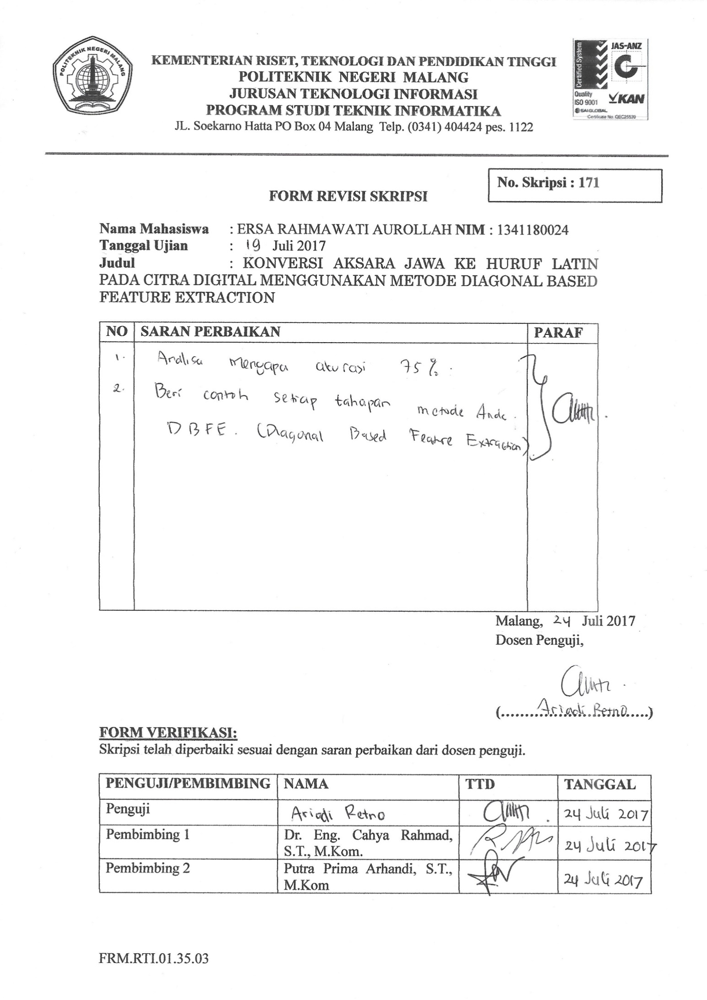 POLITEKNIK NEGERI MALANG
KEMENTERIAN RISET, TEKNOLOGI DAN PENDIDIKAN TINGGI
POLITEKNIK NEGERI MALANG
JURUSAN TEKNOLOGI INFORMASI
PROGRAM STUDI TEKNIK INFORMATIKA
JL. Soekarno Hatta PO Box 04 Malang Telp. (0341) 404424 pes. 1122
Certified System
JAS-ANZ
Quality
ISO 9001
KAN
SAI GLOBAL
Certificate No. QEC25539
No. Skripsi : 171
FORM REVISI SKRIPSI
Nama Mahasiswa : ERSA RAHMAWATI AUROLLAH NIM : 1341180024
Tanggal Ujian : 19 Juli 2017
Judul : KONVERSI AKSARA JAWA KE HURUF LATIN
PADA CITRA DIGITAL MENGGUNAKAN METODE DIAGONAL BASED
FEATURE EXTRACTION
NO SARAN PERBAIKAN PARAF
1. Analisa mengapa akurasi 75%.
2. Beri contoh setiap tahapan metode Anda.
DBFE. (Diagonal Based Feature Extraction)
Malang, 24 Juli 2017
Dosen Penguji,
(.........Ariadi Retno.....)
FORM VERIFIKASI:
Skripsi telah diperbaiki sesuai dengan saran perbaikan dari dosen penguji.
PENGUJI/PEMBIMBING NAMA TTD TANGGAL
Penguji Ariadi Retno 24 Juli 2017
Pembimbing 1 Dr. Eng. Cahya Rahmad, 24 Juli 2017
S.T., M.Kom.
Pembimbing 2 Putra Prima Arhandi, S.T., 24 Juli 2017
M.Kom
FRM.RTI.01.35.03